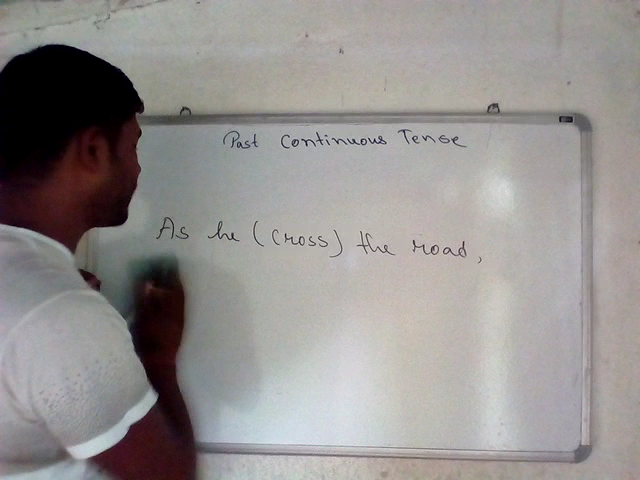 Past Continuous Tense
As he (cross) the road,